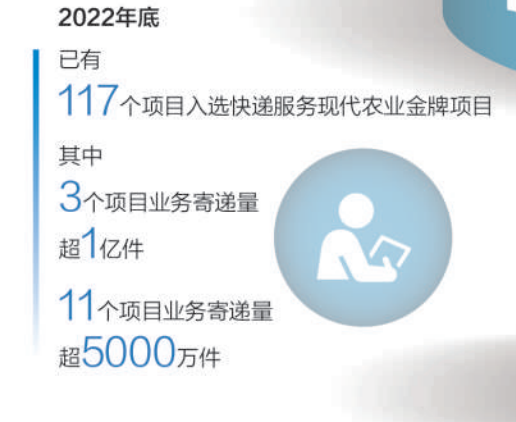 2022年底
已有
117个项目入选快递服务现代农业金牌项目
其中
3个项目业务寄递量
超1亿件
11个项目业务寄递量
超5000万件